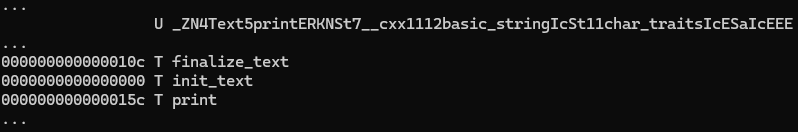 ...
U _ZN4Text5printERKNSt7__cxx1112basic_stringIcSt11char_traitsIcESaIcEEE
...
000000000000010c T finalize_text
0000000000000000 T init_text
000000000000015c T print
...